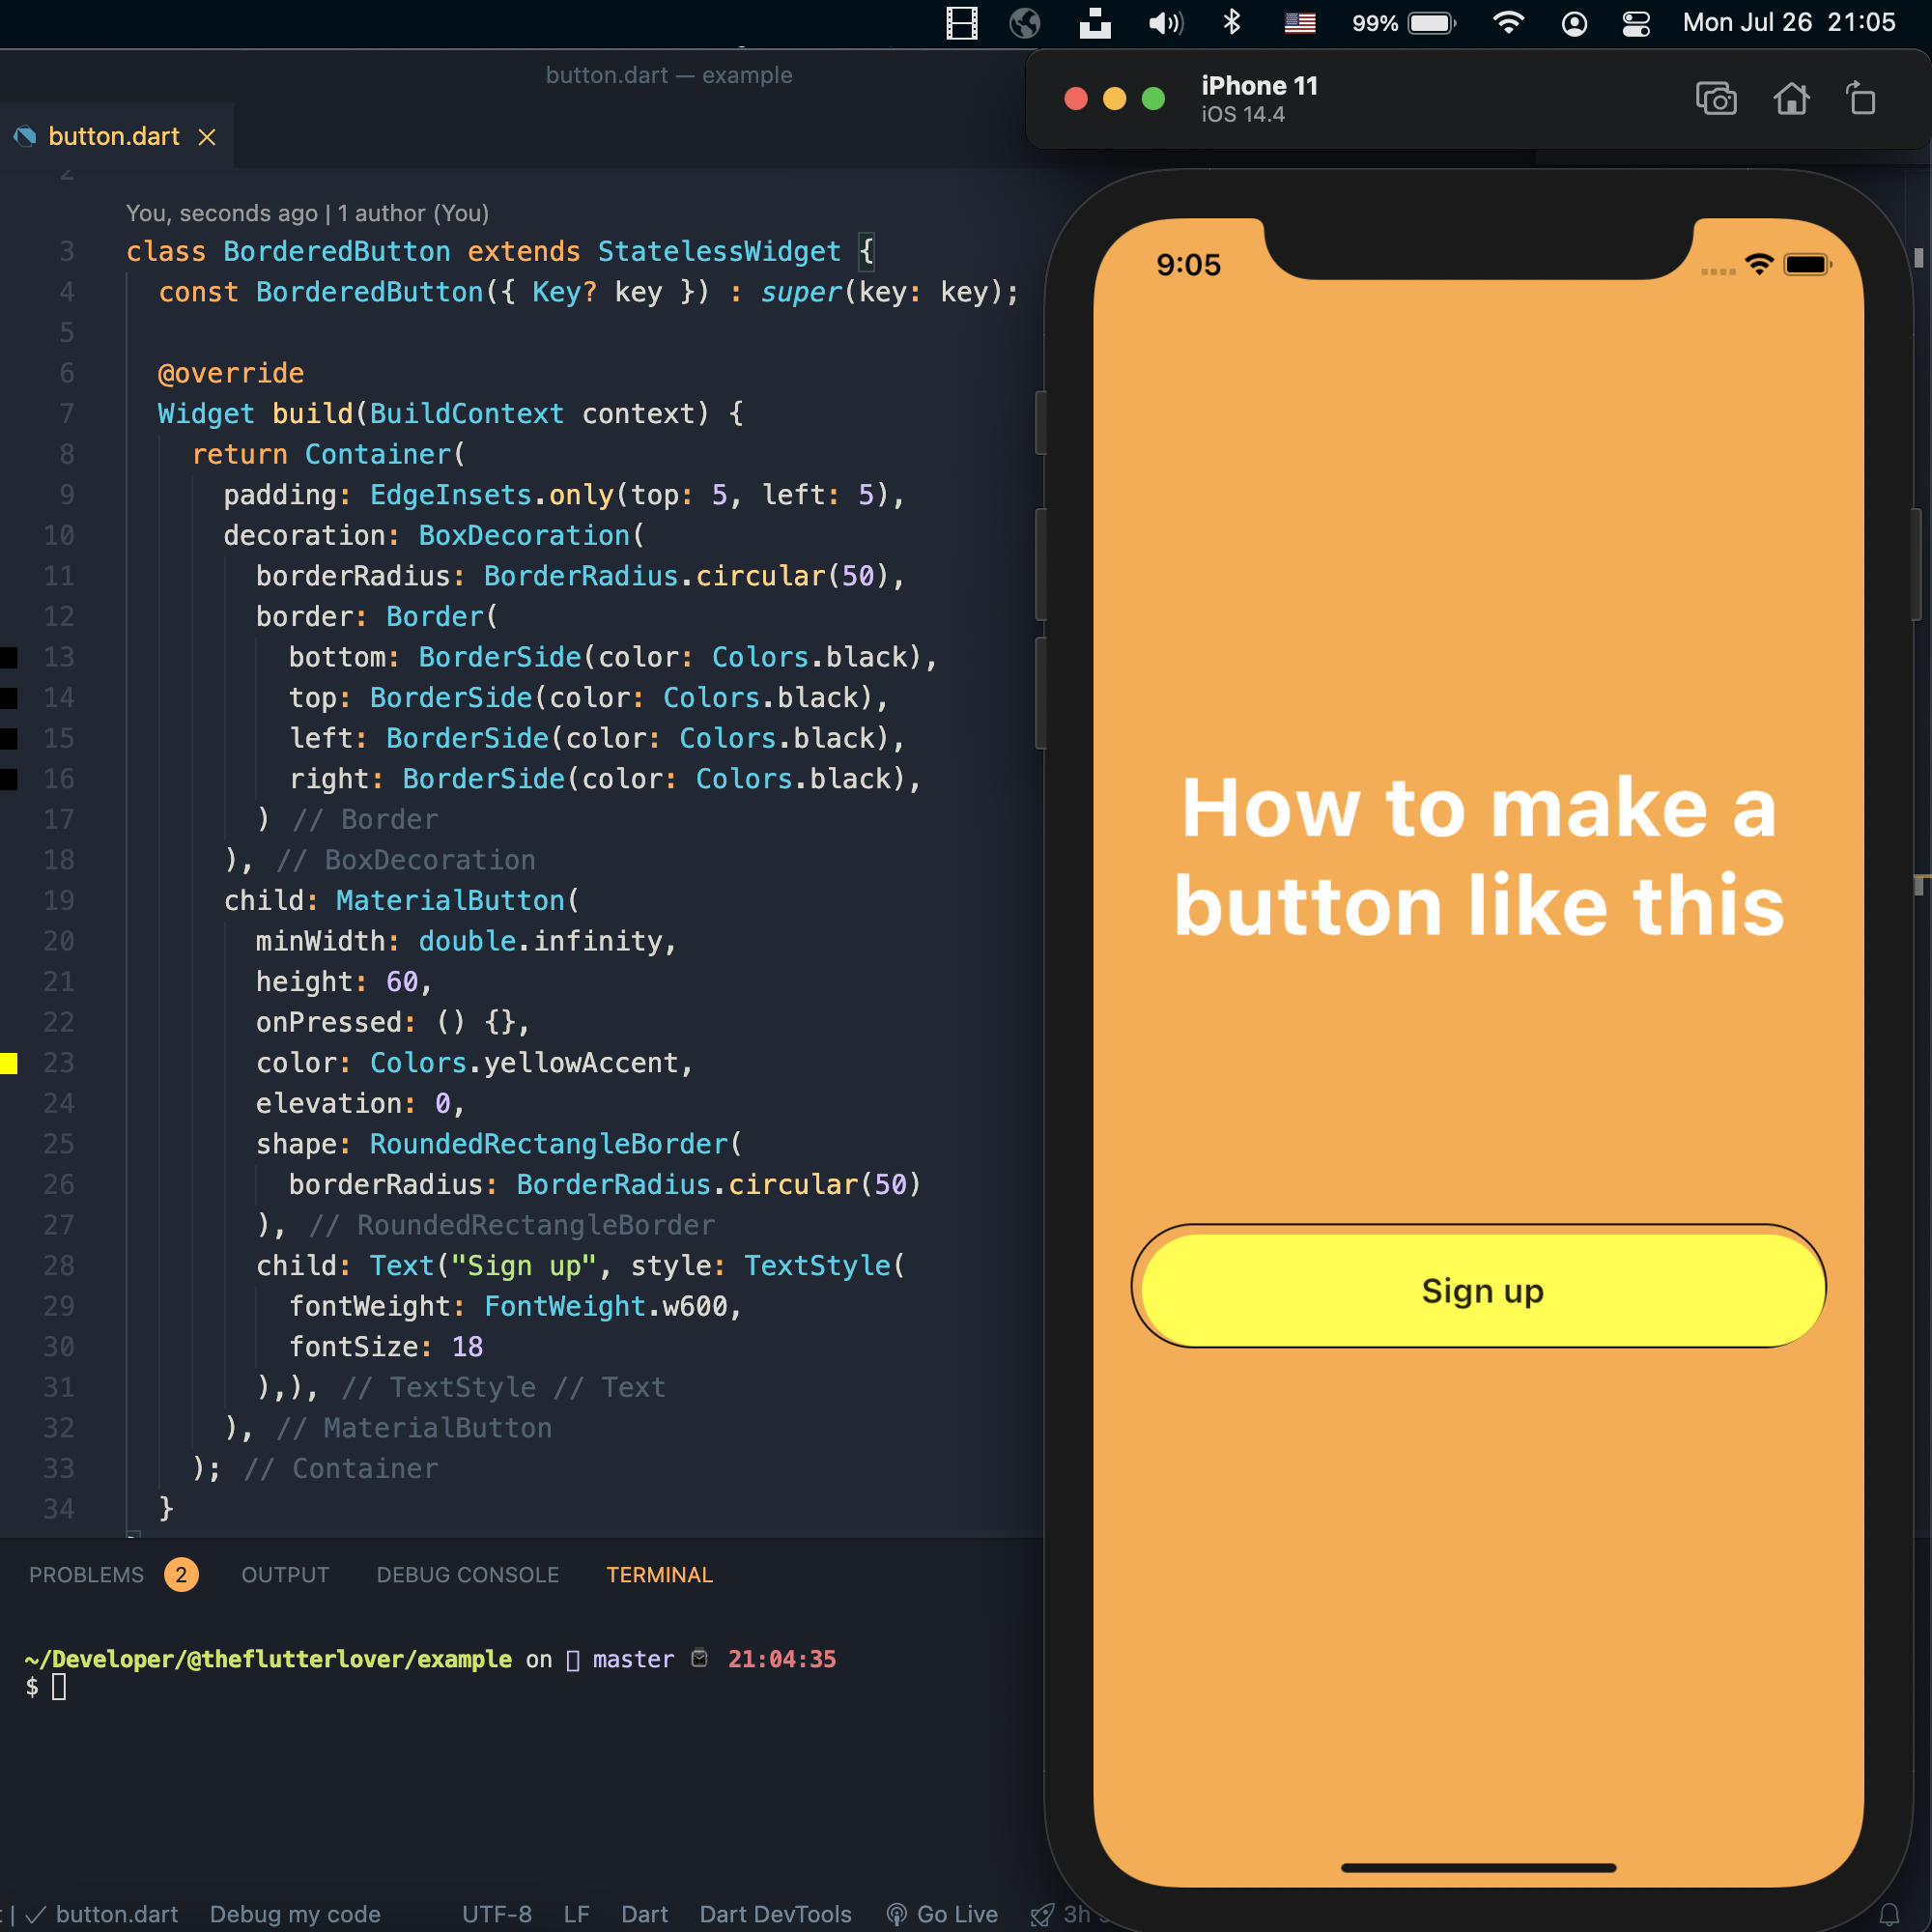 99% Mon Jul 26 21:05
button.dart — example
iPhone 11
iOS 14.4
button.dart
2
You, seconds ago | 1 author (You)
3 class BorderedButton extends StatelessWidget {
4 const BorderedButton({ Key? key }) : super(key: key);
5
6 @override
7 Widget build(BuildContext context) {
8 return Container(
9 padding: EdgeInsets.only(top: 5, left: 5),
10 decoration: BoxDecoration(
11 borderRadius: BorderRadius.circular(50),
12 border: Border(
13 bottom: BorderSide(color: Colors.black),
14 top: BorderSide(color: Colors.black),
15 left: BorderSide(color: Colors.black),
16 right: BorderSide(color: Colors.black),
17 ) // Border
18 ), // BoxDecoration
19 child: MaterialButton(
20 minWidth: double.infinity,
21 height: 60,
22 onPressed: () {},
23 color: Colors.yellowAccent,
24 elevation: 0,
25 shape: RoundedRectangleBorder(
26 borderRadius: BorderRadius.circular(50)
27 ), // RoundedRectangleBorder
28 child: Text("Sign up", style: TextStyle(
29 fontWeight: FontWeight.w600,
30 fontSize: 18
31 ),), // TextStyle // Text
32 ), // MaterialButton
33 ); // Container
34 }
PROBLEMS 2 OUTPUT DEBUG CONSOLE TERMINAL
~/Developer/@theflutterlover/example on master 21:04:35
$
button.dart Debug my code UTF-8 LF Dart Dart DevTools Go Live 3h
9:05
How to make a
button like this
Sign up